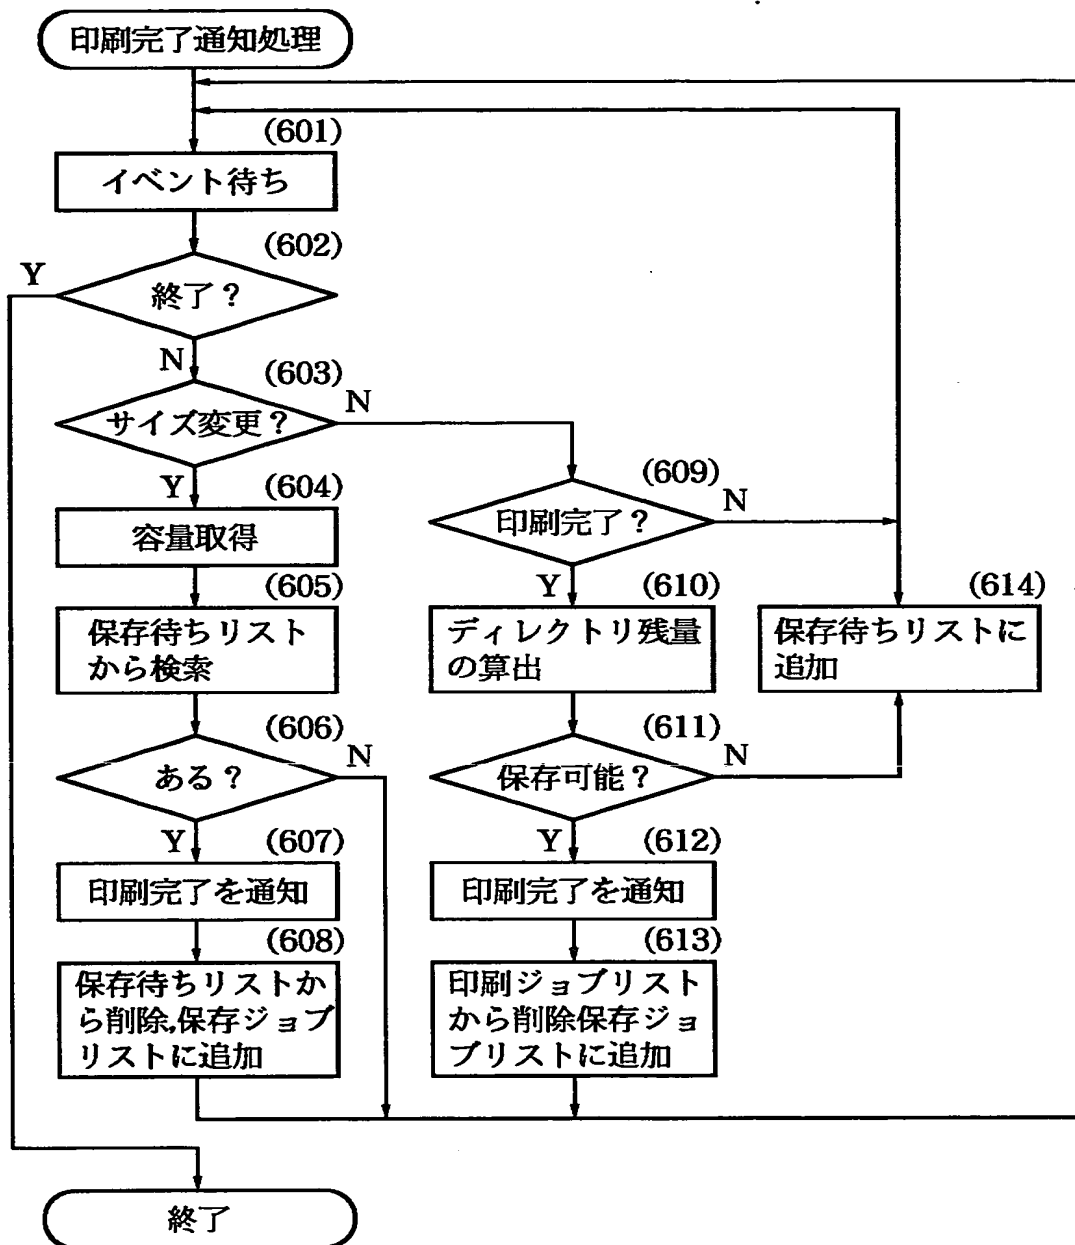 印刷完了通知処理
(601)
イベント待ち
(602)
Y
終了？
N
(603)
サイズ変更？
N
Y
(604)
容量取得
(605)
保存待ちリスト
から検索
(606)
ある？
N
Y
(607)
印刷完了を通知
(608)
保存待ちリストか
ら削除,保存ジョブ
リストに追加
(609)
印刷完了？
N
Y
(610)
ディレクトリ残量
の算出
(611)
保存可能？
N
Y
(612)
印刷完了を通知
(613)
印刷ジョブリスト
から削除保存ジョ
ブリストに追加
(614)
保存待ちリストに
追加
終了